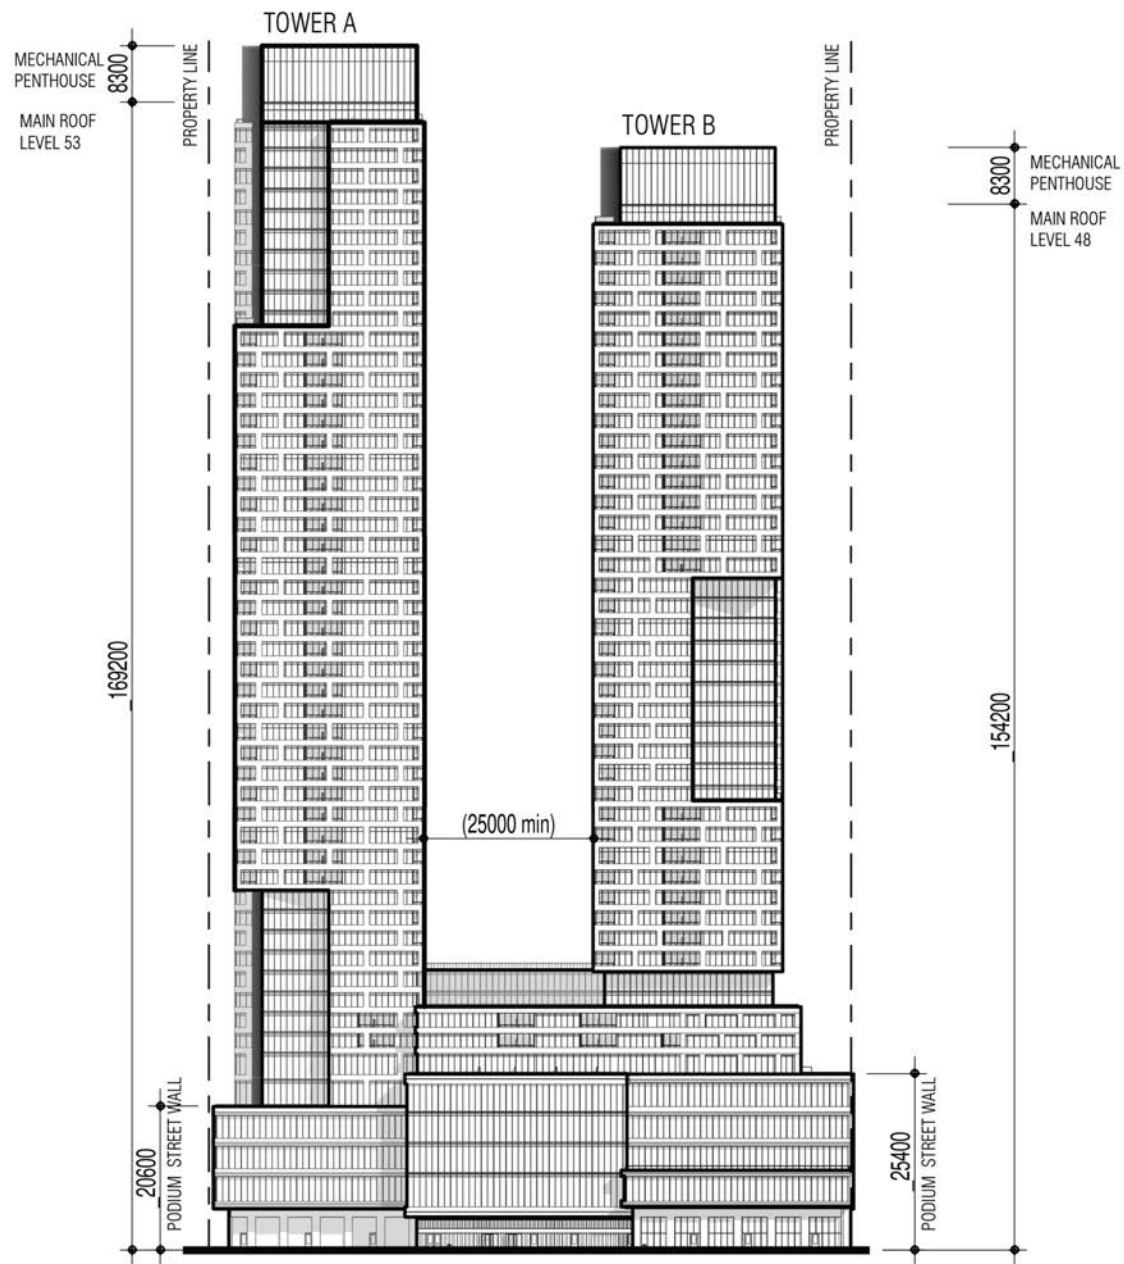 TOWER A
MECHANICAL
PENTHOUSE
8300
MAIN ROOF
LEVEL 53
PROPERTY LINE
TOWER B
PROPERTY LINE
8300
MECHANICAL
PENTHOUSE
MAIN ROOF
LEVEL 48
169200
154200
(25000 min)
20600
PODIUM STREET WALL
25400
PODIUM STREET WALL